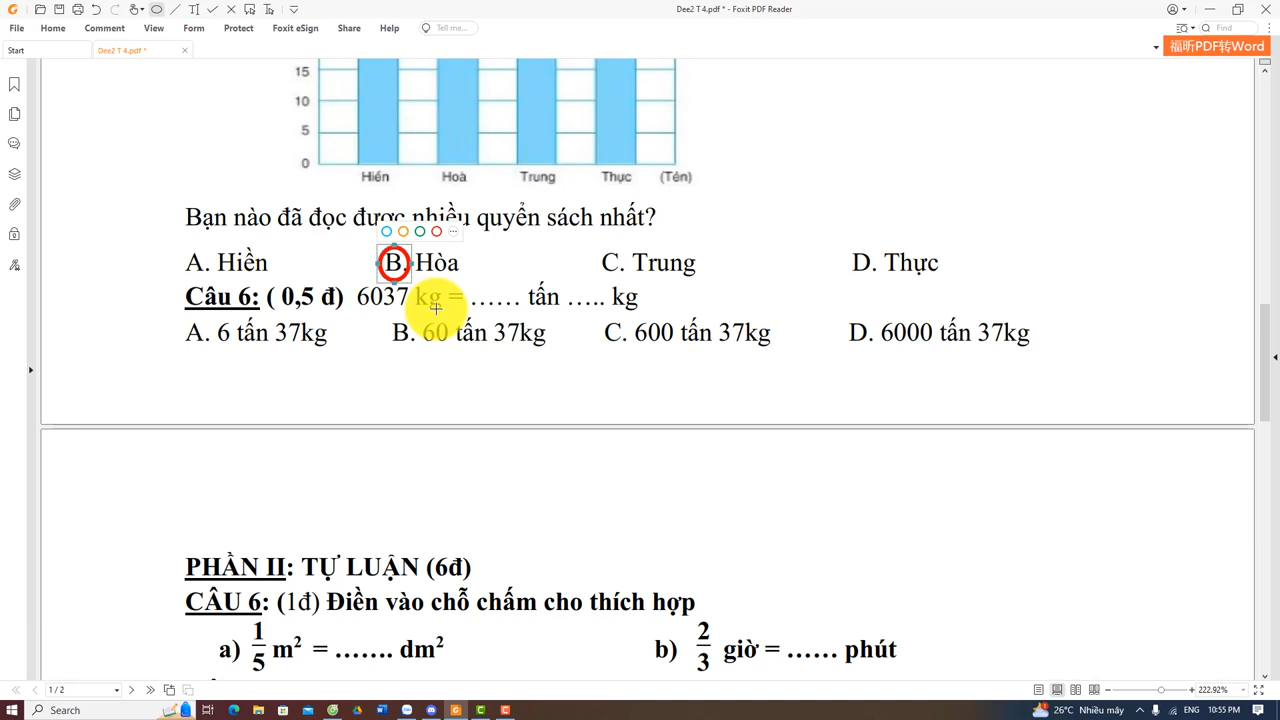 Dee2 T 4.pdf * - Foxit PDF Reader
File Home Comment View Form Protect Foxit eSign Share Help Tell me... Find
Start Dee2 T 4.pdf * 福昕PDF转Word
15
10
5
0
Hiền Hoà Trung Thực (Tên)
Bạn nào đã đọc được nhiều quyển sách nhất?
A. Hiền B. Hòa C. Trung D. Thực
Câu 6: ( 0,5 đ) 6037 kg = …… tấn ….. kg
A. 6 tấn 37kg B. 60 tấn 37kg C. 600 tấn 37kg D. 6000 tấn 37kg
PHẦN II: TỰ LUẬN (6đ)
CÂU 6: (1đ) Điền vào chỗ chấm cho thích hợp
a) 1/5 m² = ……. dm² b) 2/3 giờ = …… phút
1 / 2 222.92%
Search 26°C Nhiều mây ENG 10:55 PM